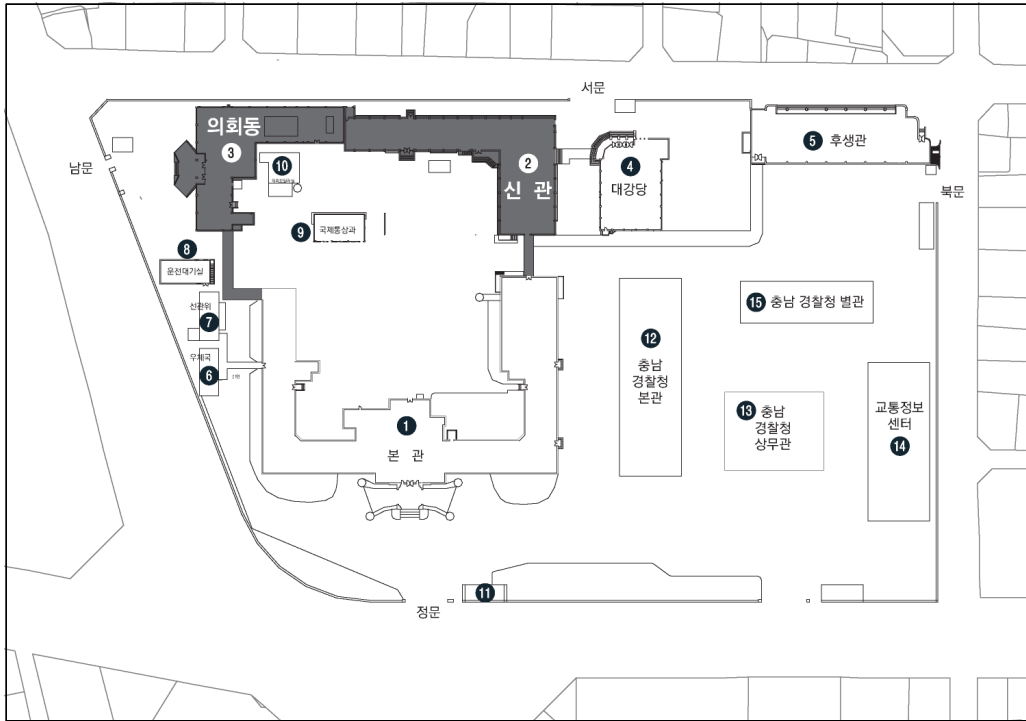 서문
의회동
3
남문
10
2
신 관
4
대강당
5 후생관
북문
9 국제통상과
8
운전대기실
선관위
7
우체국
6
15 충남 경찰청 별관
12
충남
경찰청
본관
13 충남
경찰청
상무관
교통정보
센터
14
1
본 관
11
정문